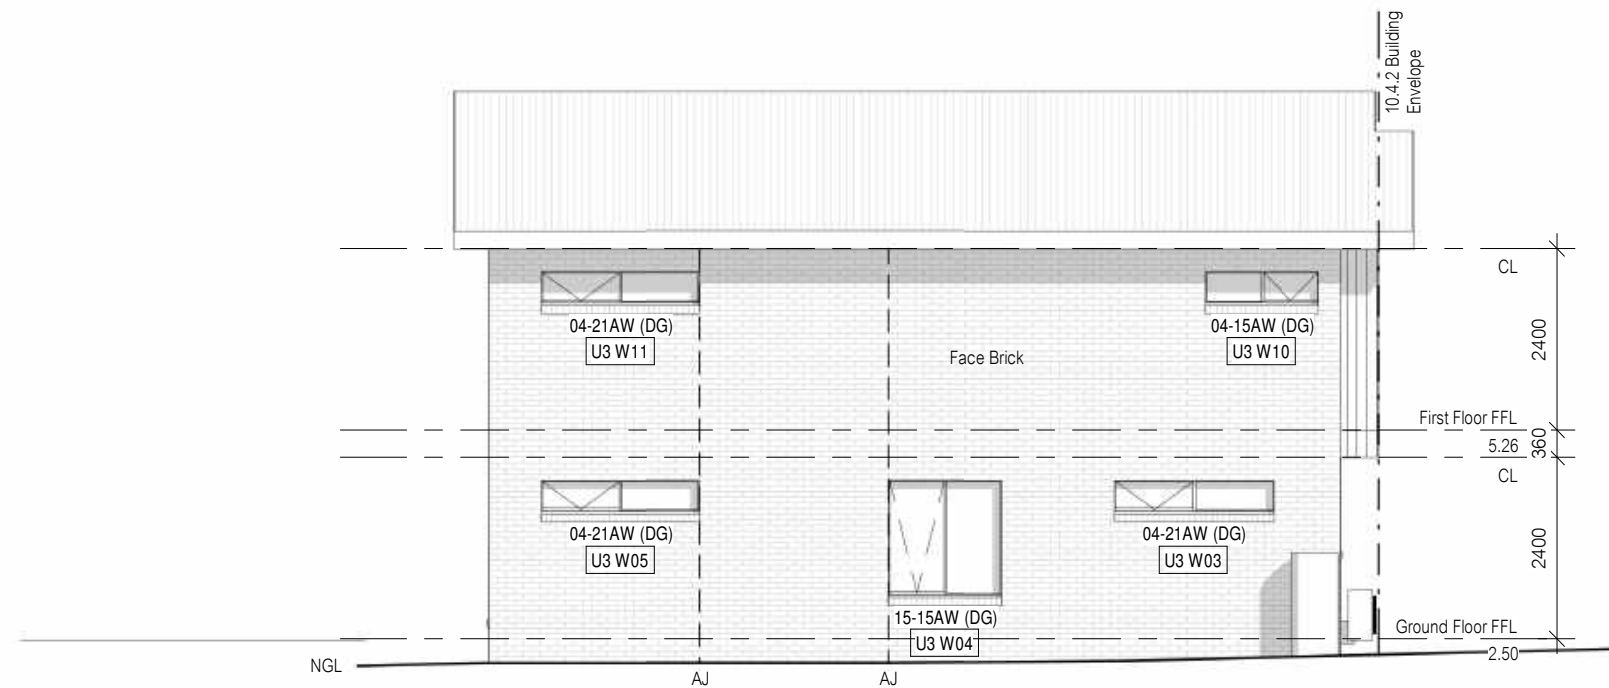 10.4.2 Building
Envelope
CL
04-21AW (DG)
U3 W11
04-15AW (DG)
U3 W10
2400
Face Brick
First Floor FFL
5.26
360
CL
04-21AW (DG)
U3 W05
04-21AW (DG)
U3 W03
2400
15-15AW (DG)
U3 W04
Ground Floor FFL
2.50
NGL
AJ
AJ